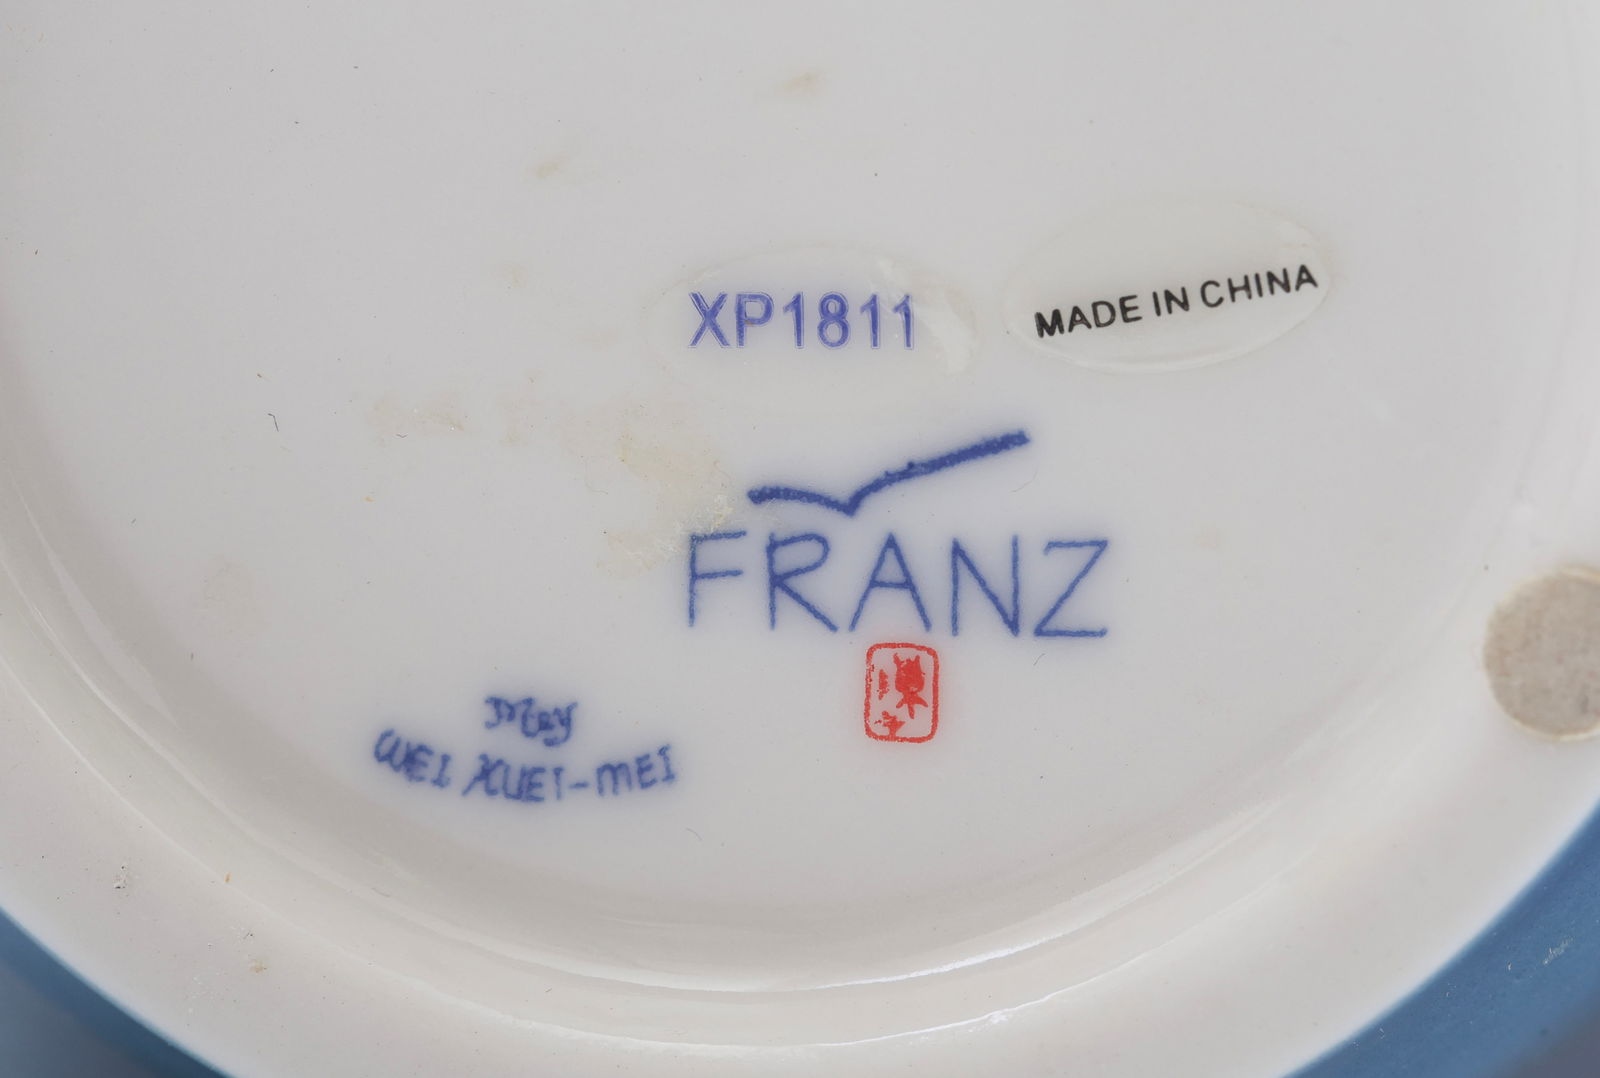 XP1811
MADE IN CHINA
FRANZ
May
WEI XUEI-MEI